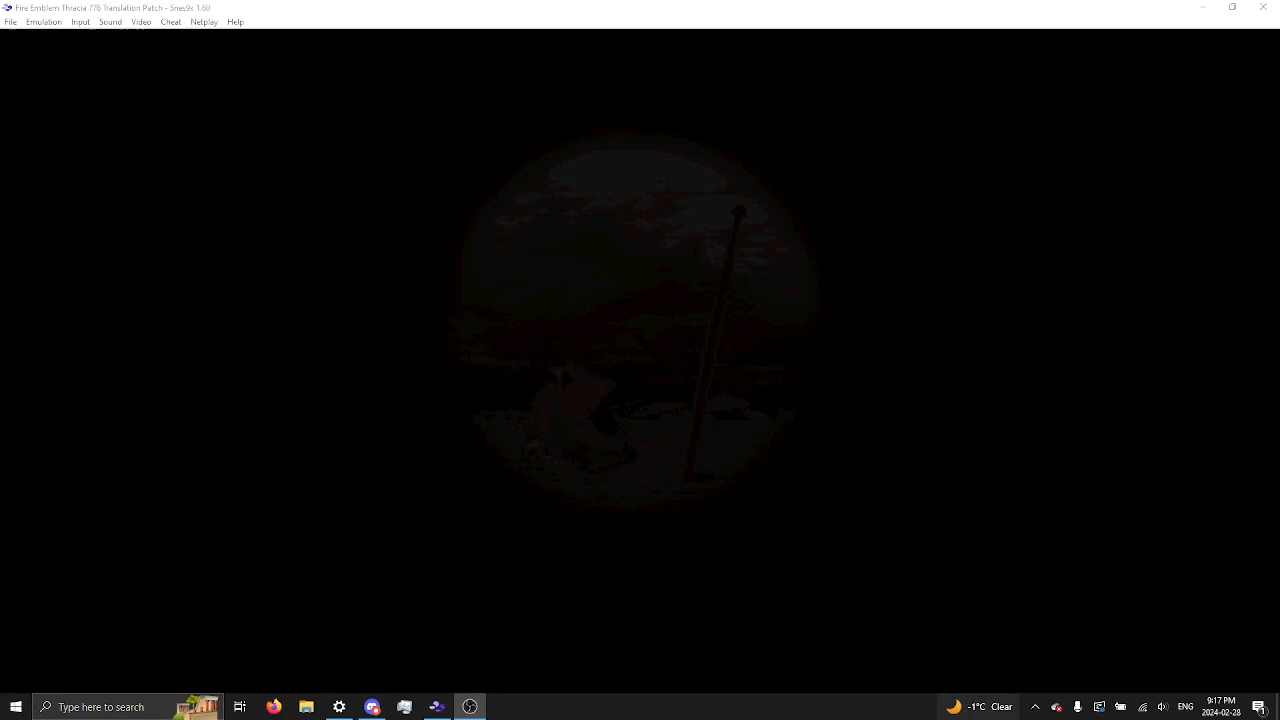 Fire Emblem Thracia 776 Translation Patch - Snes9x 1.60
File Emulation Input Sound Video Cheat Netplay Help
Type here to search
-1°C Clear
ENG
9:17 PM
2024-02-28